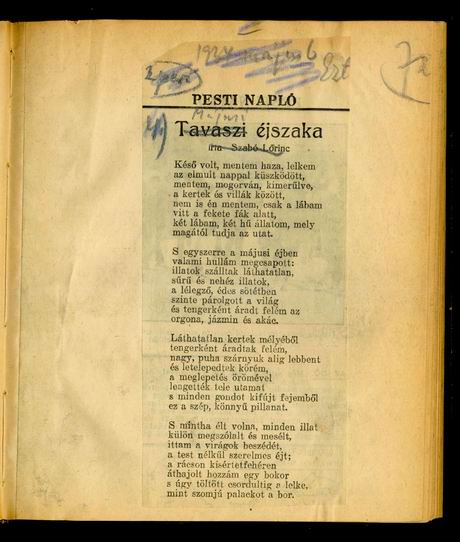 1924 május 6
Ezt
7a
PESTI NAPLÓ
Májusi
Tavaszi éjszaka
Irta Szabó Lőrinc
Késő volt, mentem haza, lelkem
az elmult nappal küszködött,
mentem, mogorván, kimerülve,
a kertek és villák között,
nem is én mentem, csak a lábam
vitt a fekete fák alatt,
két lábam, két hű állatom, mely
magától tudja az utat.
S egyszerre a májusi éjben
valami hullám megcsapott:
illatok szálltak láthatatlan,
sűrű és nehéz illatok,
a lélegző, édes sötétben
szinte párolgott a világ
és tengerként áradt felém az
orgona, jázmin és akác.
Láthatatlan kertek mélyéből
tengerként áradtak felém,
nagy, puha szárnyuk alig lebbent
és letelepedtek körém,
a meglepetés örömével
lengették tele utamat
s minden gondot kifújt fejemből
ez a szép, könnyű pillanat.
S mintha élt volna, minden illat
külön megszólalt és mesélt,
ittam a virágok beszédét,
a test nélkül szerelmes éjt;
a rácson kísértetfehéren
áthajolt hozzám egy bokor
s úgy töltött csordultig a lelke,
mint szomjú palackot a bor.